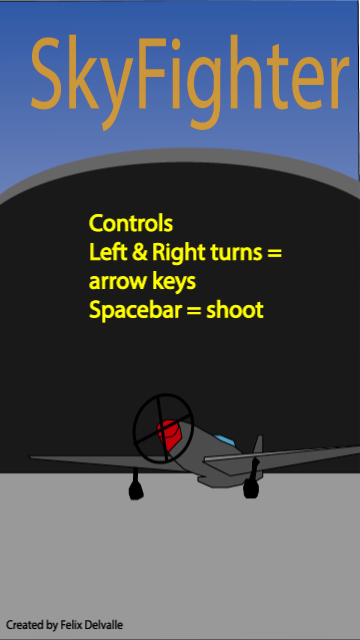 SkyFighter
Controls
Left & Right turns =
arrow keys
Spacebar = shoot
Created by Felix Delvalle